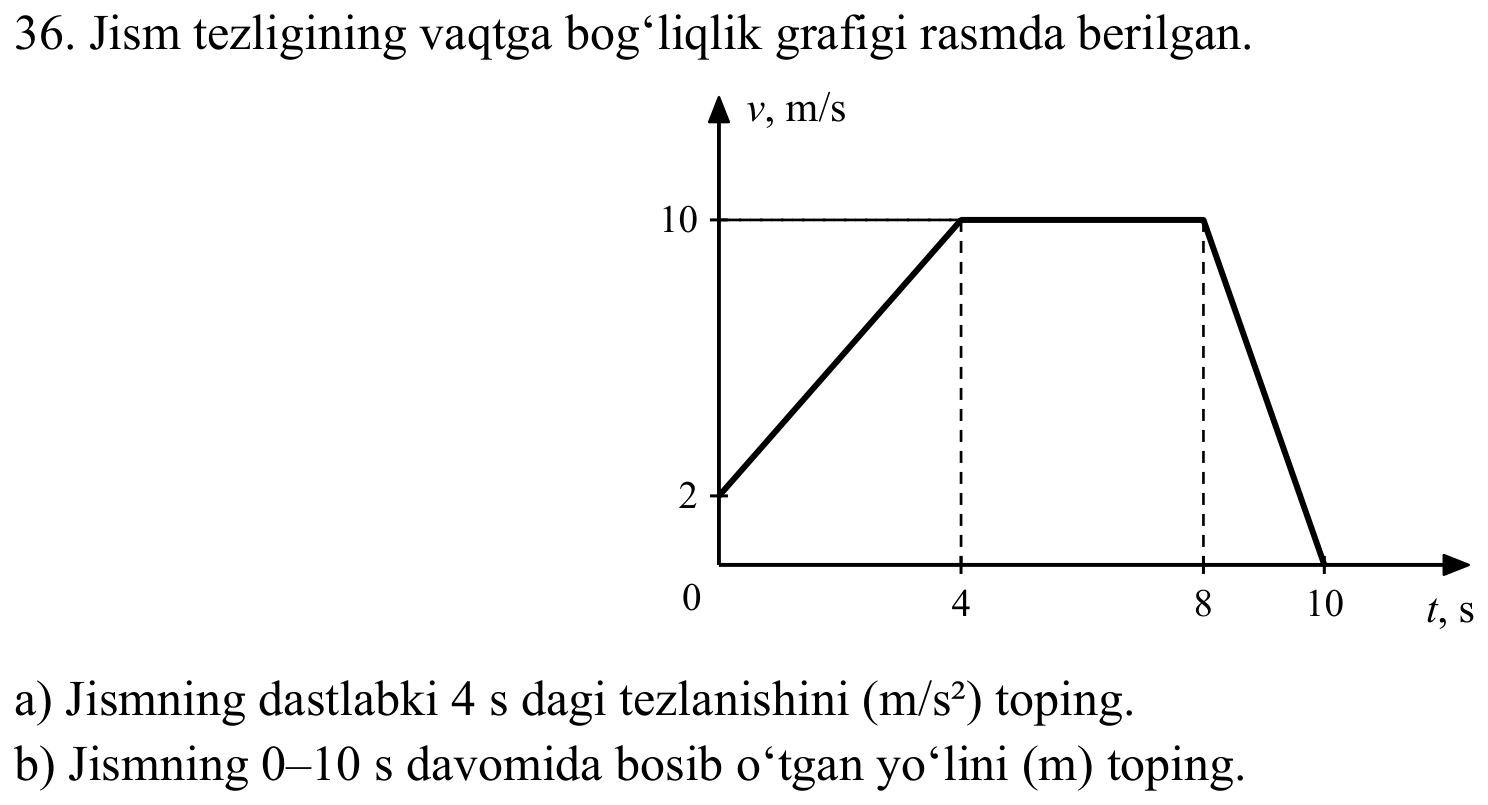 36. Jism tezligining vaqtga bog‘liqlik grafigi rasmda berilgan.
v, m/s
10
2
0
4
8
10
t, s
a) Jismning dastlabki 4 s dagi tezlanishini (m/s²) toping.
b) Jismning 0–10 s davomida bosib o‘tgan yo‘lini (m) toping.